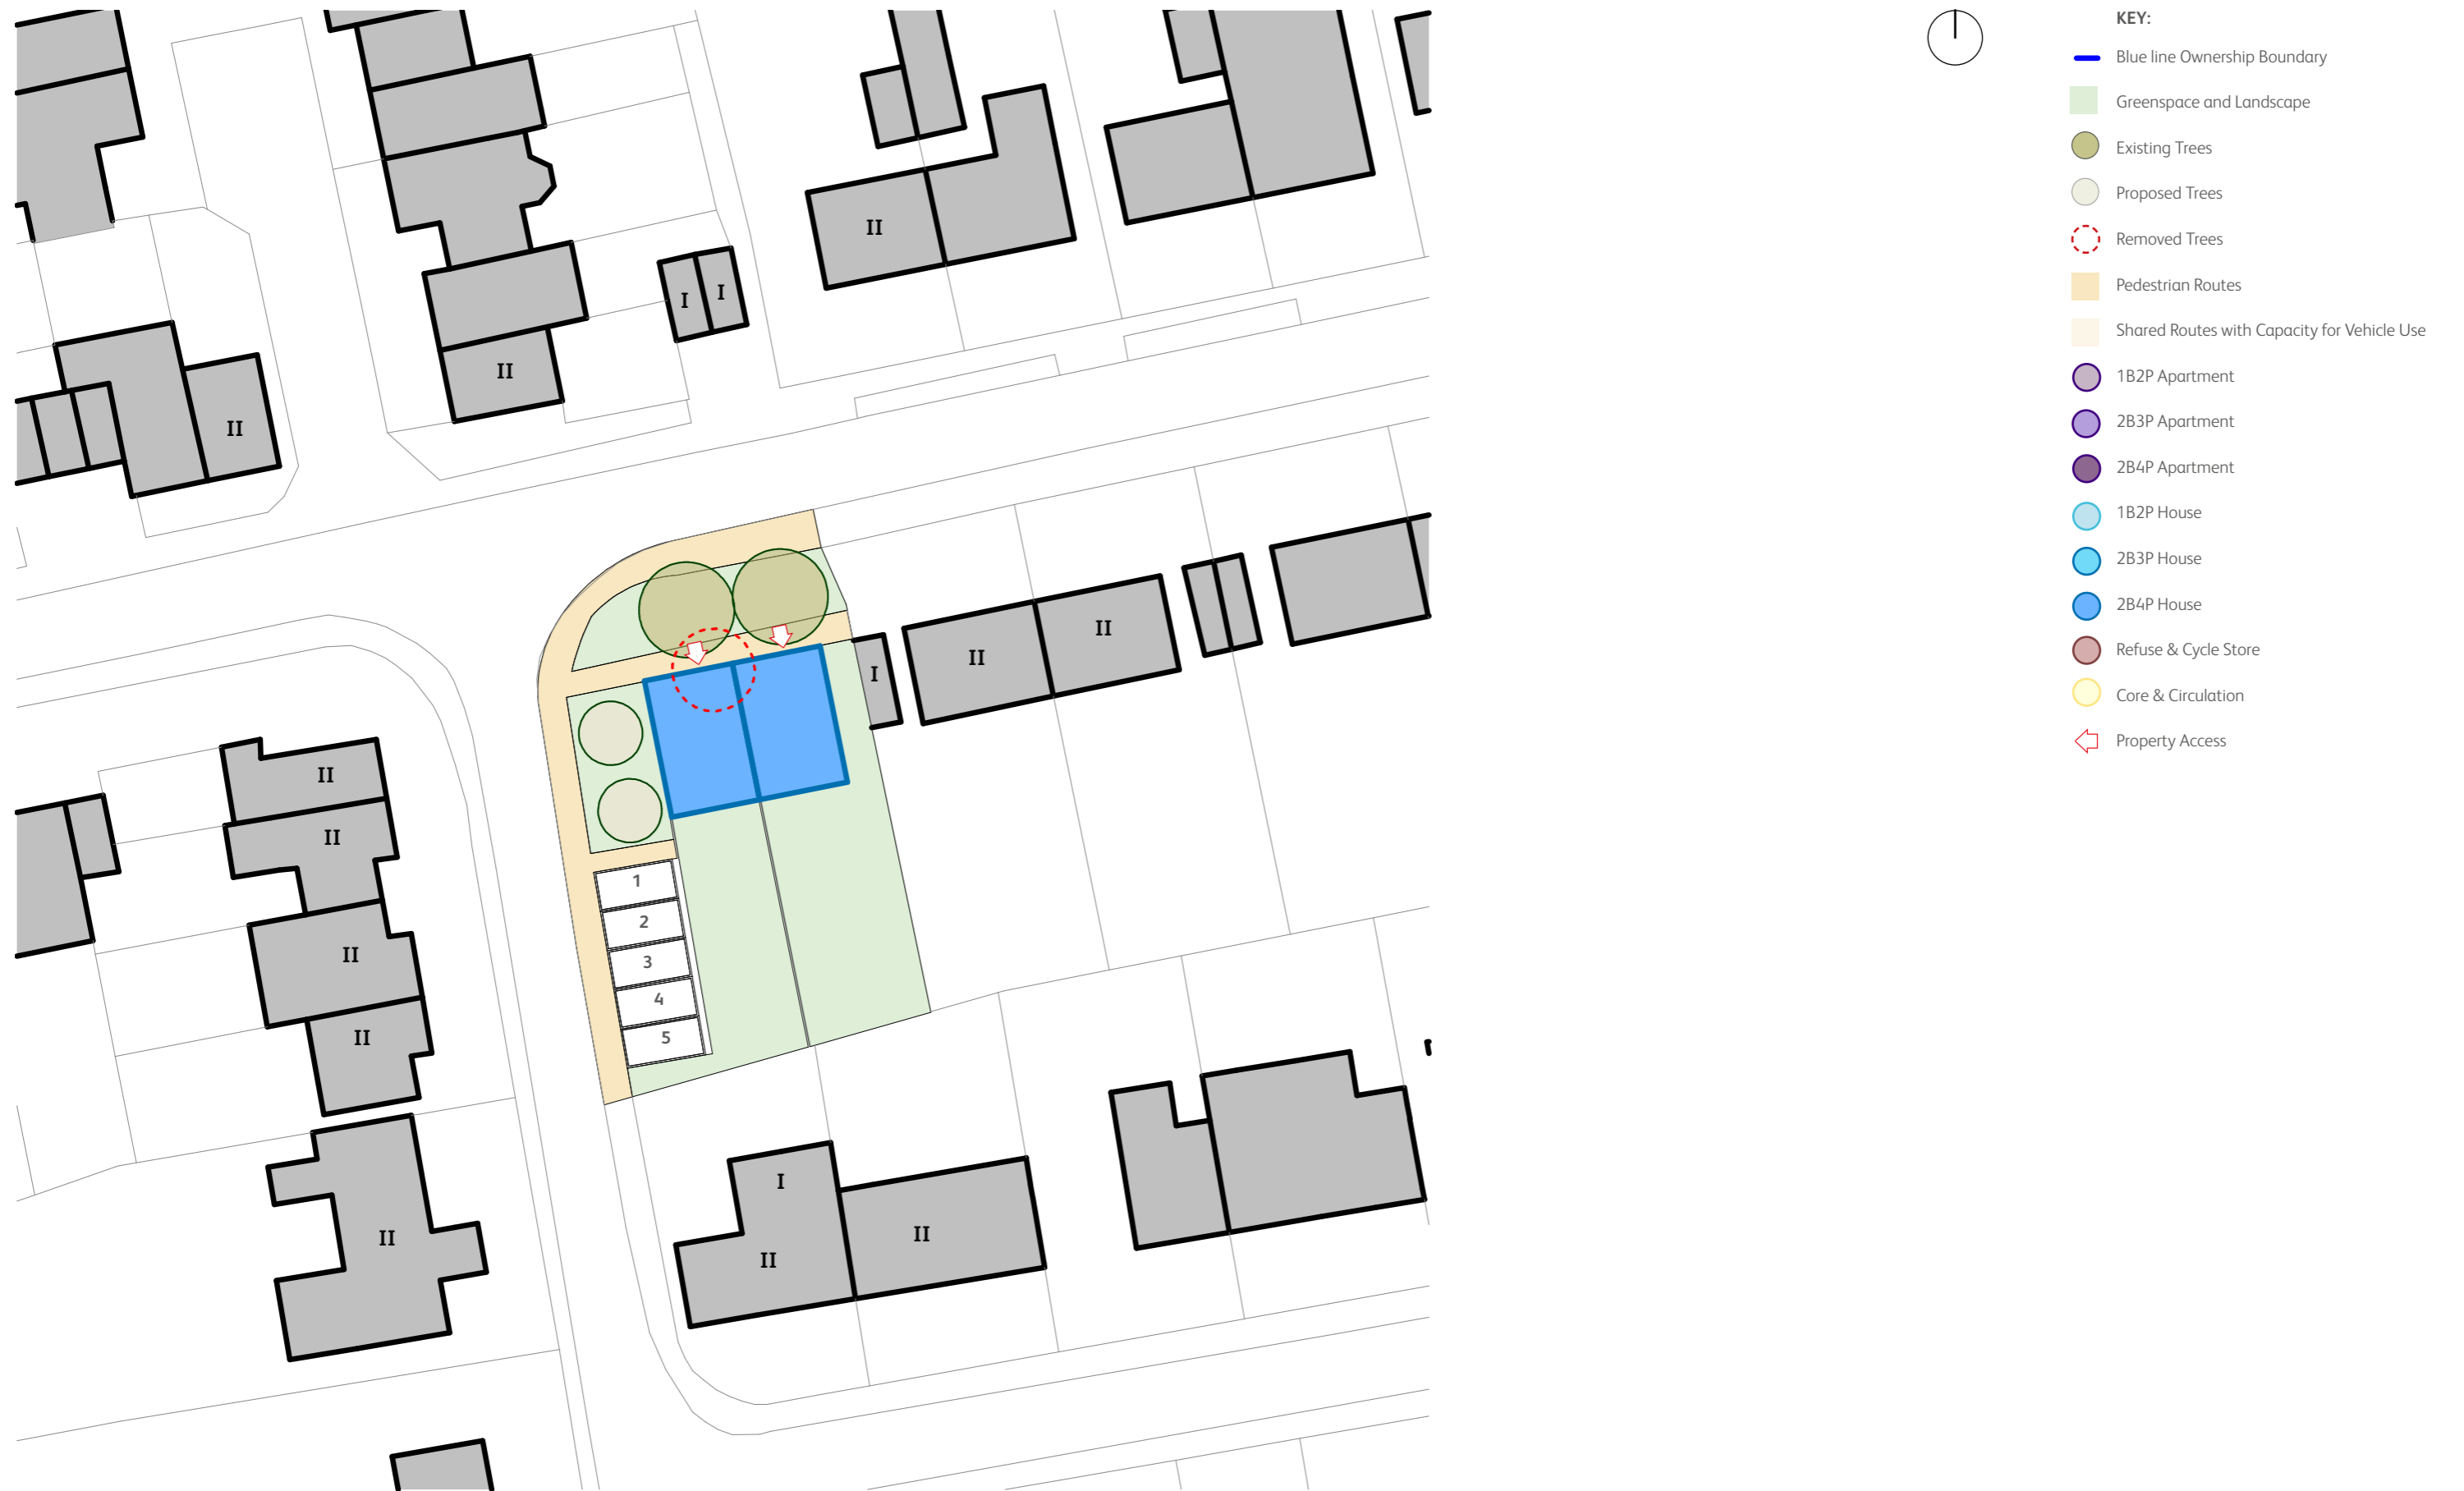 KEY:
Blue line Ownership Boundary
Greenspace and Landscape
Existing Trees
Proposed Trees
Removed Trees
Pedestrian Routes
Shared Routes with Capacity for Vehicle Use
1B2P Apartment
2B3P Apartment
2B4P Apartment
1B2P House
2B3P House
2B4P House
Refuse & Cycle Store
Core & Circulation
Property Access
II
I
I
II
II
II
II
I
II
II
1
2
3
4
5
II
II
I
II
II
II